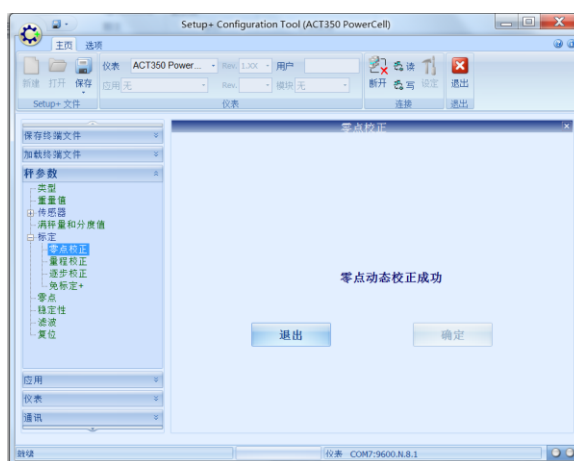 Setup+ Configuration Tool (ACT350 PowerCell)
主页 选项
仪表 ACT350 Power... Rev. 1.XX 用户
新建 打开 保存 应用 无 Rev. 模块 无 断开 读 写 设定 退出
Setup+ 文件 仪表 连接 退出
保存终端文件
零点校正
加载终端文件
秤参数
类型
重量值
传感器
满秤量和分度值
标定
零点校正
量程校正
逐步校正
免标定+
零点
稳定性
滤波
复位
零点动态校正成功
退出 确定
应用
仪表
通讯
就绪 仪表 COM7:9600.N.8.1